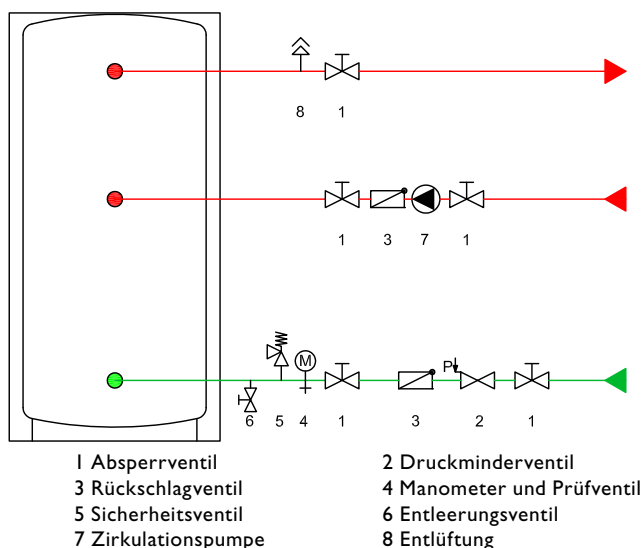 8 1
1 3 7 1
M P
6 5 4 1 3 2 1
1 Absperrventil 2 Druckminderventil
3 Rückschlagventil 4 Manometer und Prüfventil
5 Sicherheitsventil 6 Entleerungsventil
7 Zirkulationspumpe 8 Entlüftung